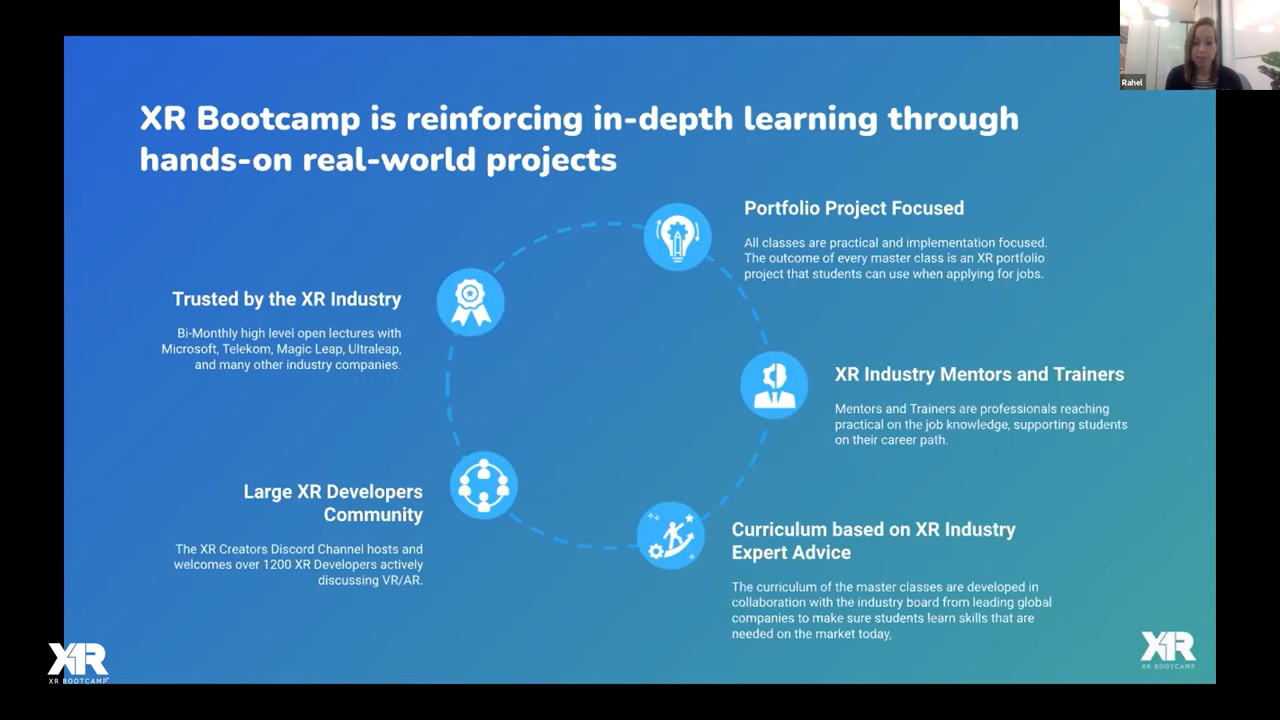 Rahel
XR Bootcamp is reinforcing in-depth learning through
hands-on real-world projects
Portfolio Project Focused
All classes are practical and implementation focused.
The outcome of every master class is an XR portfolio
project that students can use when applying for jobs.
Trusted by the XR Industry
Bi-Monthly high level open lectures with
Microsoft, Telekom, Magic Leap, Ultraleap,
and many other industry companies.
XR Industry Mentors and Trainers
Mentors and Trainers are professionals reaching
practical on the job knowledge, supporting students
on their career path.
Large XR Developers
Community
The XR Creators Discord Channel hosts and
welcomes over 1200 XR Developers actively
discussing VR/AR.
Curriculum based on XR Industry
Expert Advice
The curriculum of the master classes are developed in
collaboration with the industry board from leading global
companies to make sure students learn skills that are
needed on the market today,
XR
XR BOOTCAMP
XR
XR BOOTCAMP